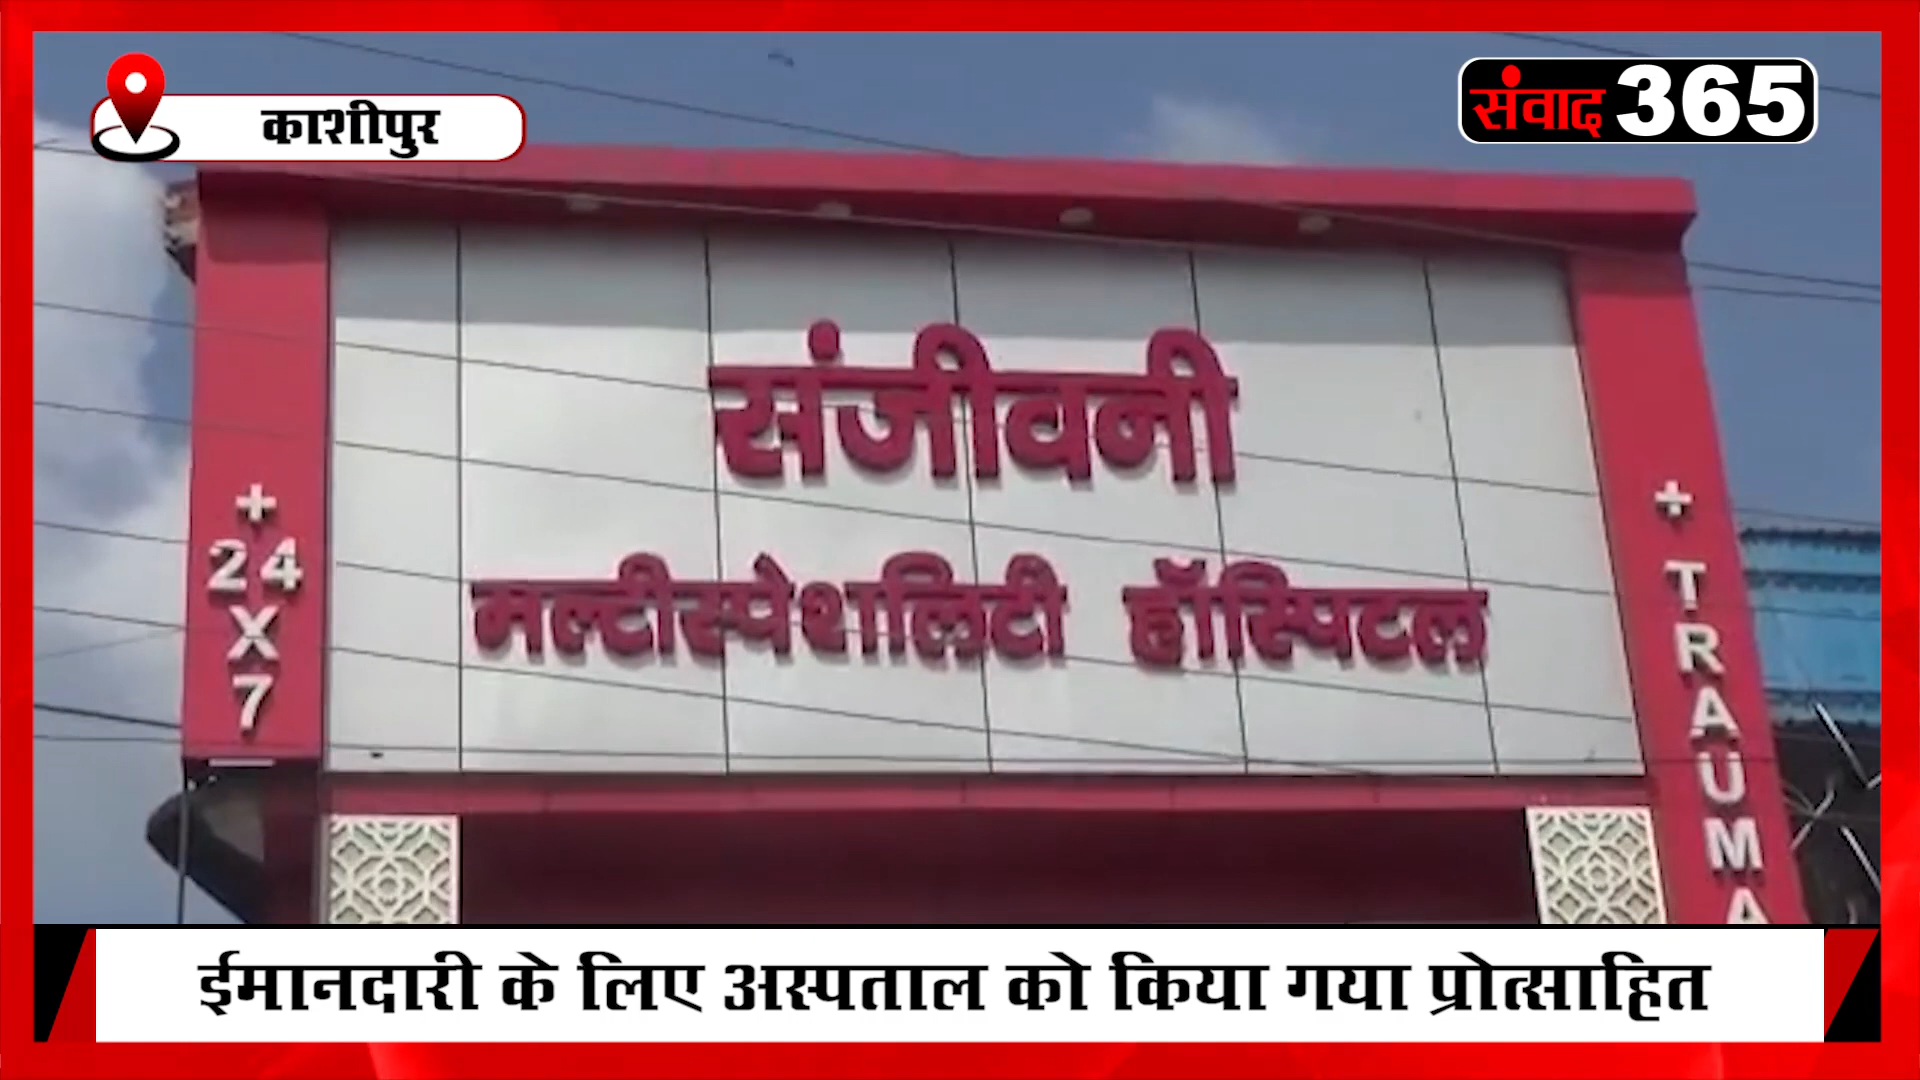 काशीपुर
संवाद 365
संजीवनी
मल्टीस्पेशलिटी हॉस्पिटल
+ 24 X 7
+ TRAUMA
ईमानदारी के लिए अस्पताल को किया गया प्रोत्साहित